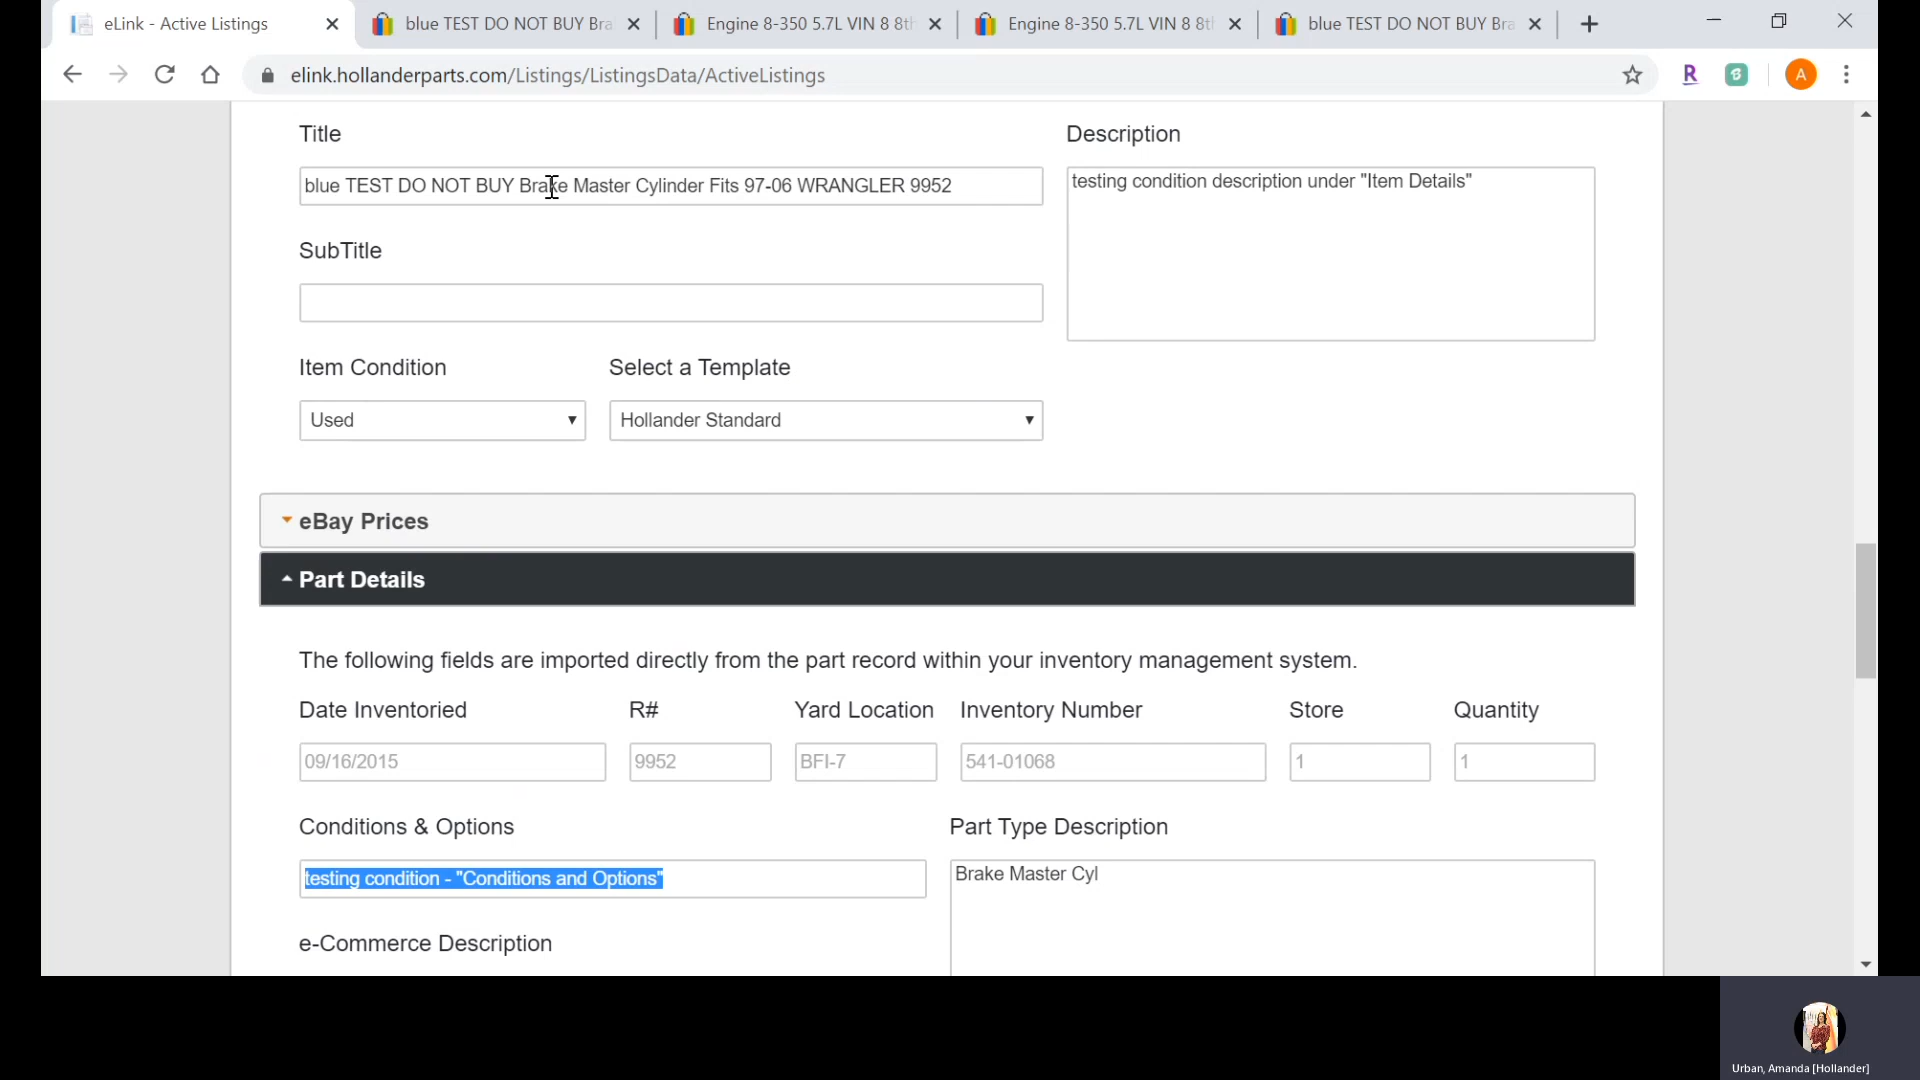 eLink - Active Listings
blue TEST DO NOT BUY Bra
Engine 8-350 5.7L VIN 8 8th
Engine 8-350 5.7L VIN 8 8th
blue TEST DO NOT BUY Bra
elink.hollanderparts.com/Listings/ListingsData/ActiveListings
R
A
Title
Description
blue TEST DO NOT BUY Brake Master Cylinder Fits 97-06 WRANGLER 9952
testing condition description under "Item Details"
SubTitle
Item Condition
Select a Template
Used
Hollander Standard
eBay Prices
Part Details
The following fields are imported directly from the part record within your inventory management system.
Date Inventoried
R#
Yard Location
Inventory Number
Store
Quantity
09/16/2015
9952
BFI-7
541-01068
1
1
Conditions & Options
Part Type Description
testing condition - "Conditions and Options"
Brake Master Cyl
e-Commerce Description
Urban, Amanda [Hollander]